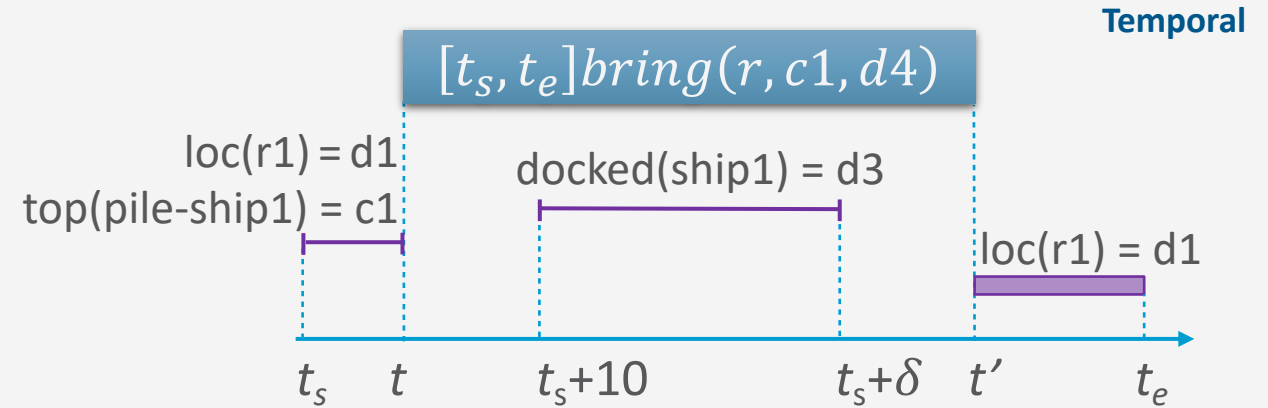 Temporal
[t_s, t_e]bring(r, c1, d4)
loc(r1) = d1
top(pile-ship1) = c1
docked(ship1) = d3
loc(r1) = d1
t_s t t_s+10 t_s+δ t′ t_e